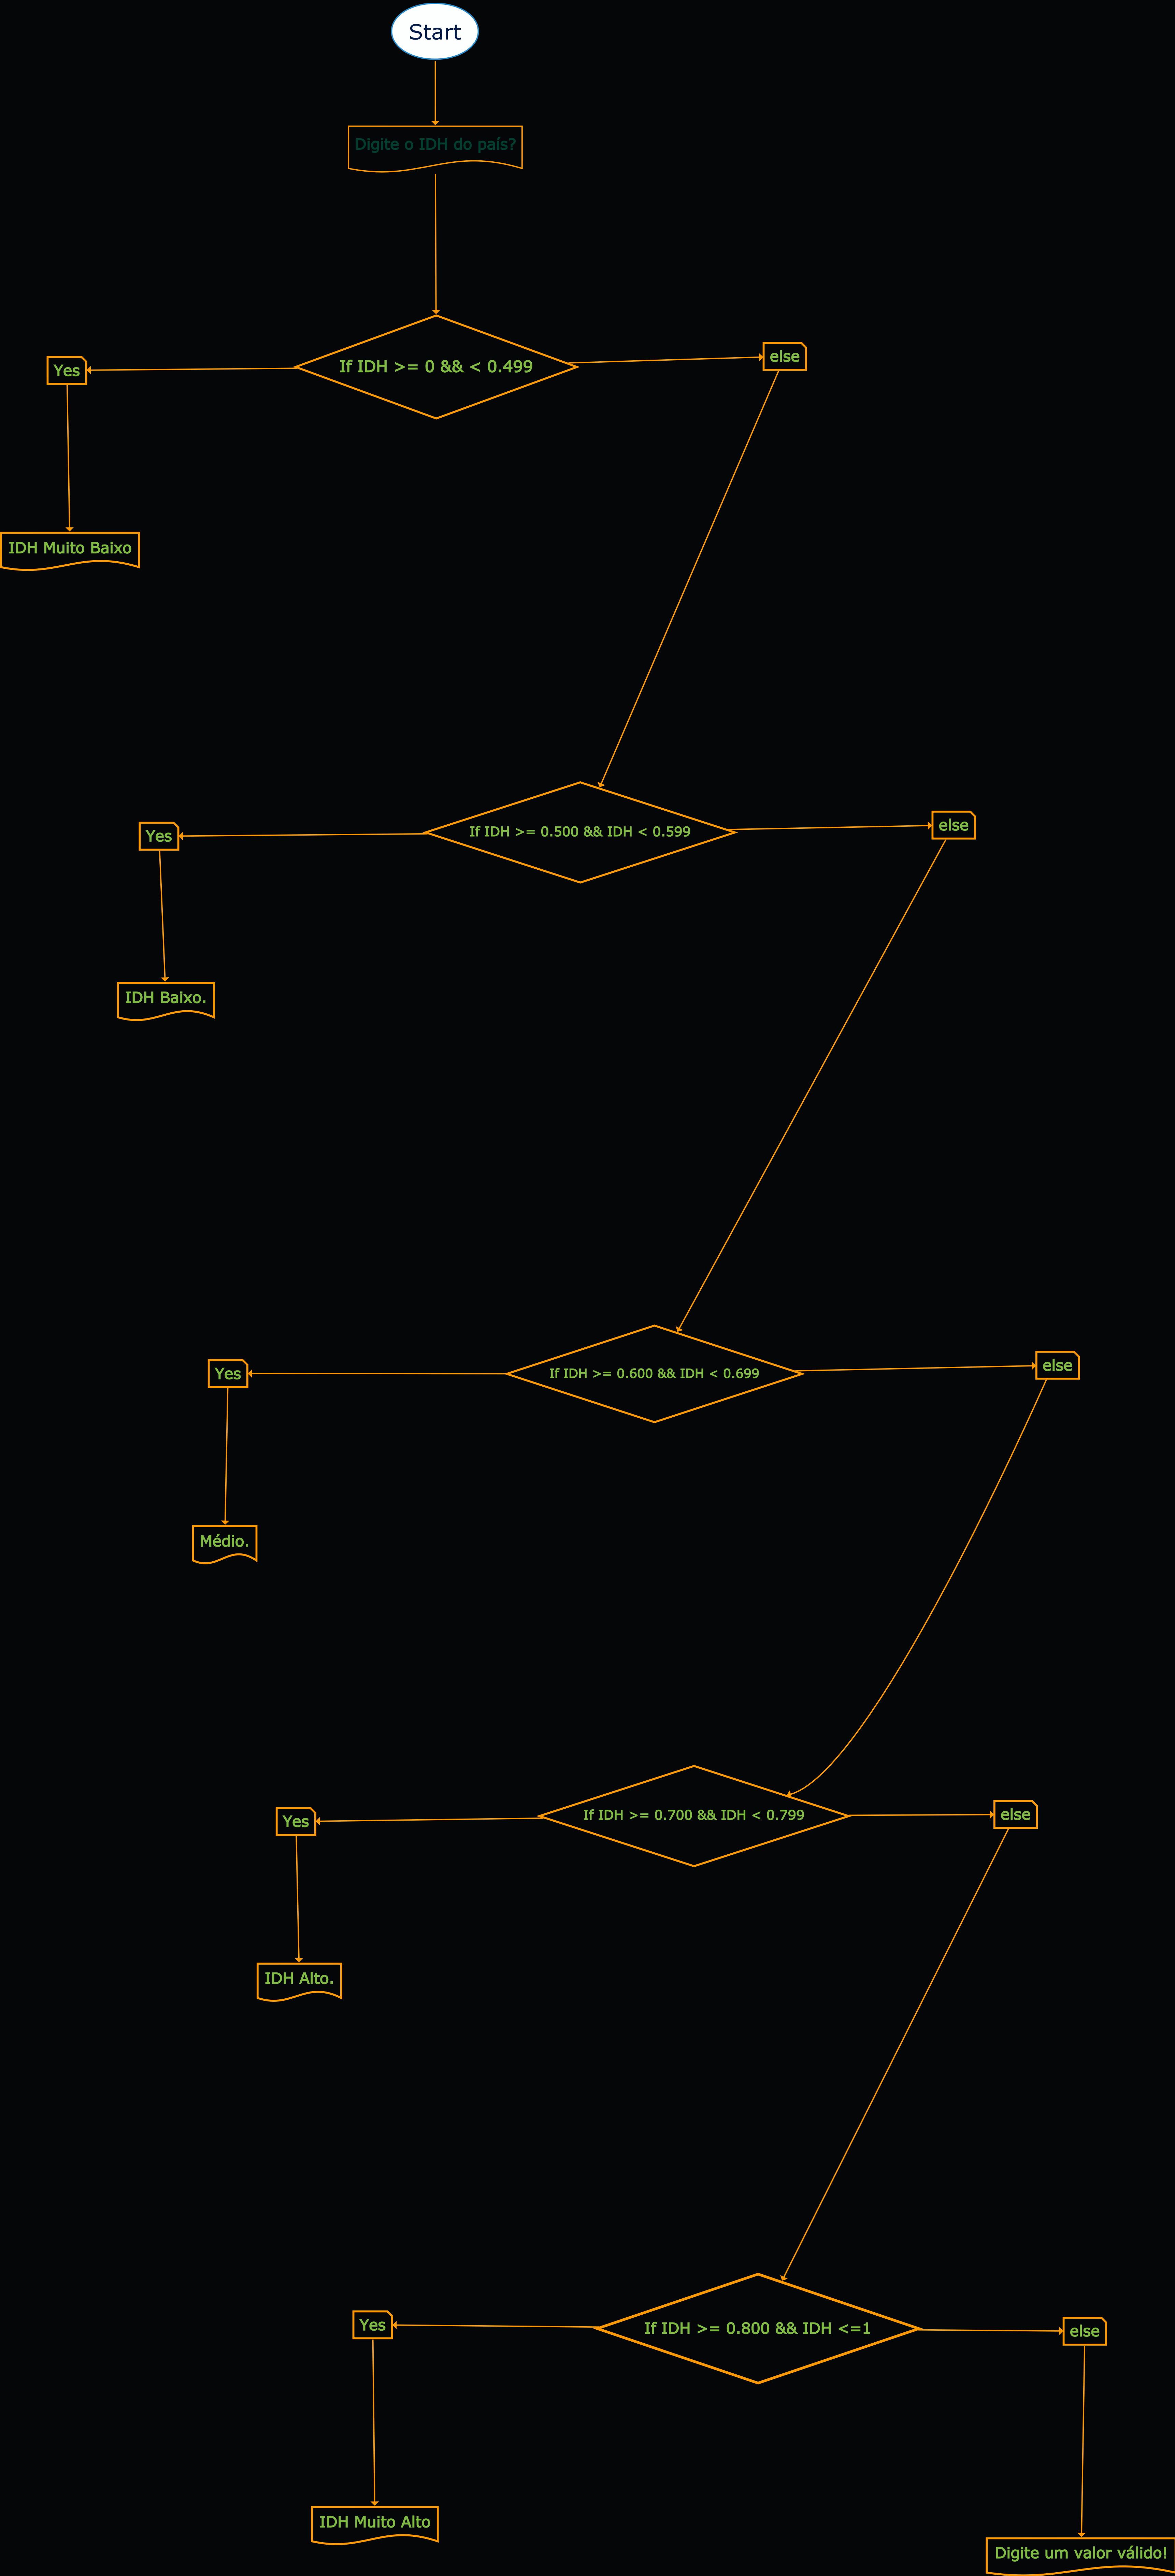 Start
Digite o IDH do país?
If IDH >= 0 && < 0.499
else
Yes
IDH Muito Baixo
If IDH >= 0.500 && IDH < 0.599
else
Yes
IDH Baixo.
If IDH >= 0.600 && IDH < 0.699
else
Yes
Médio.
If IDH >= 0.700 && IDH < 0.799
else
Yes
IDH Alto.
If IDH >= 0.800 && IDH <=1
Yes
else
IDH Muito Alto
Digite um valor válido!